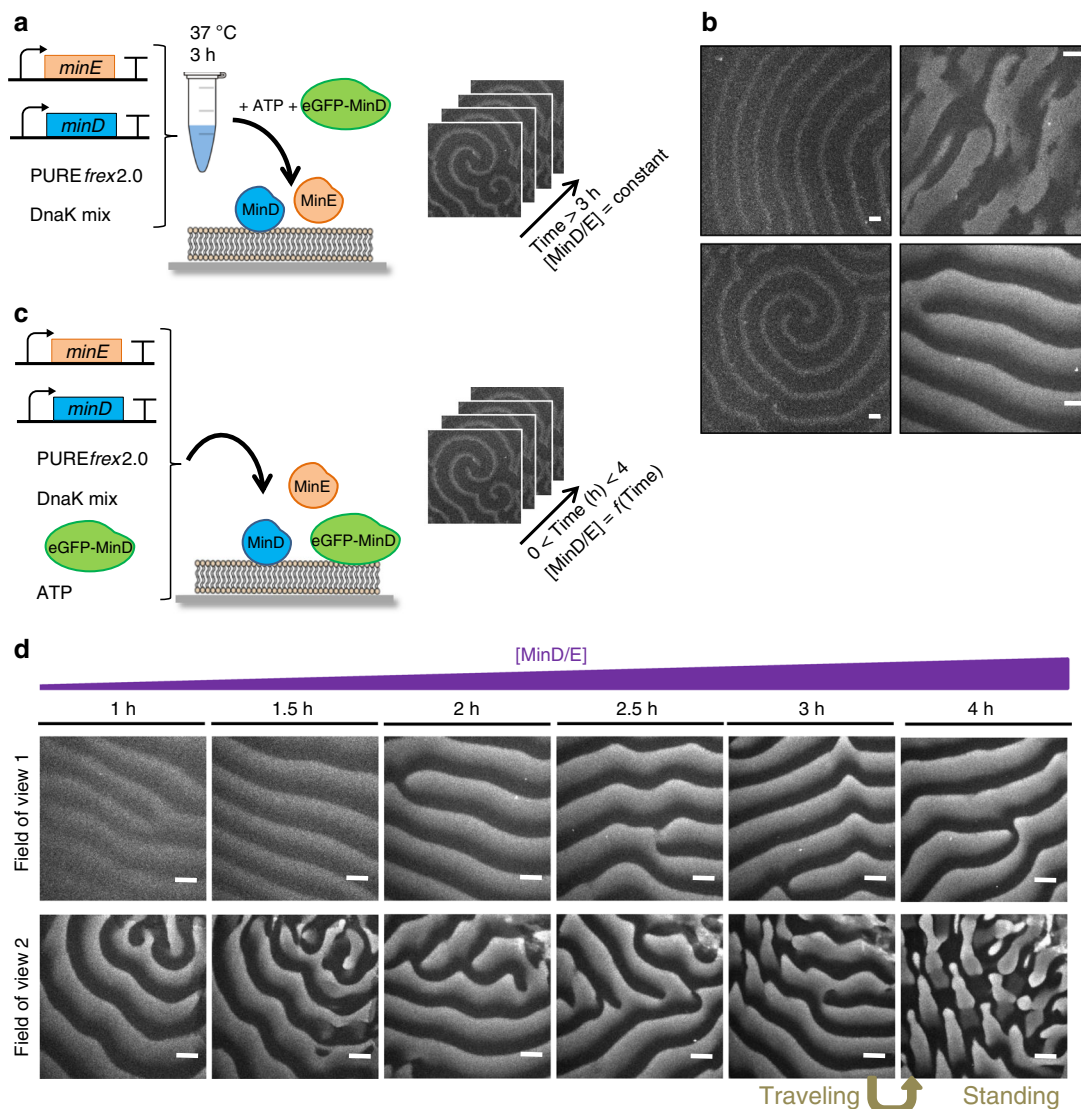 a
37 °C
3 h
minE
minD
+ ATP + eGFP-MinD
PUREfrex2.0
DnaK mix
MinD
MinE
Time > 3 h
[MinD/E] = constant
b
c
minE
minD
PUREfrex2.0
DnaK mix
eGFP-MinD
ATP
MinE
MinD
eGFP-MinD
0 < Time (h) < 4
[MinD/E] = f(Time)
d
[MinD/E]
1 h 1.5 h 2 h 2.5 h 3 h 4 h
Field of view 1
Field of view 2
Traveling Standing